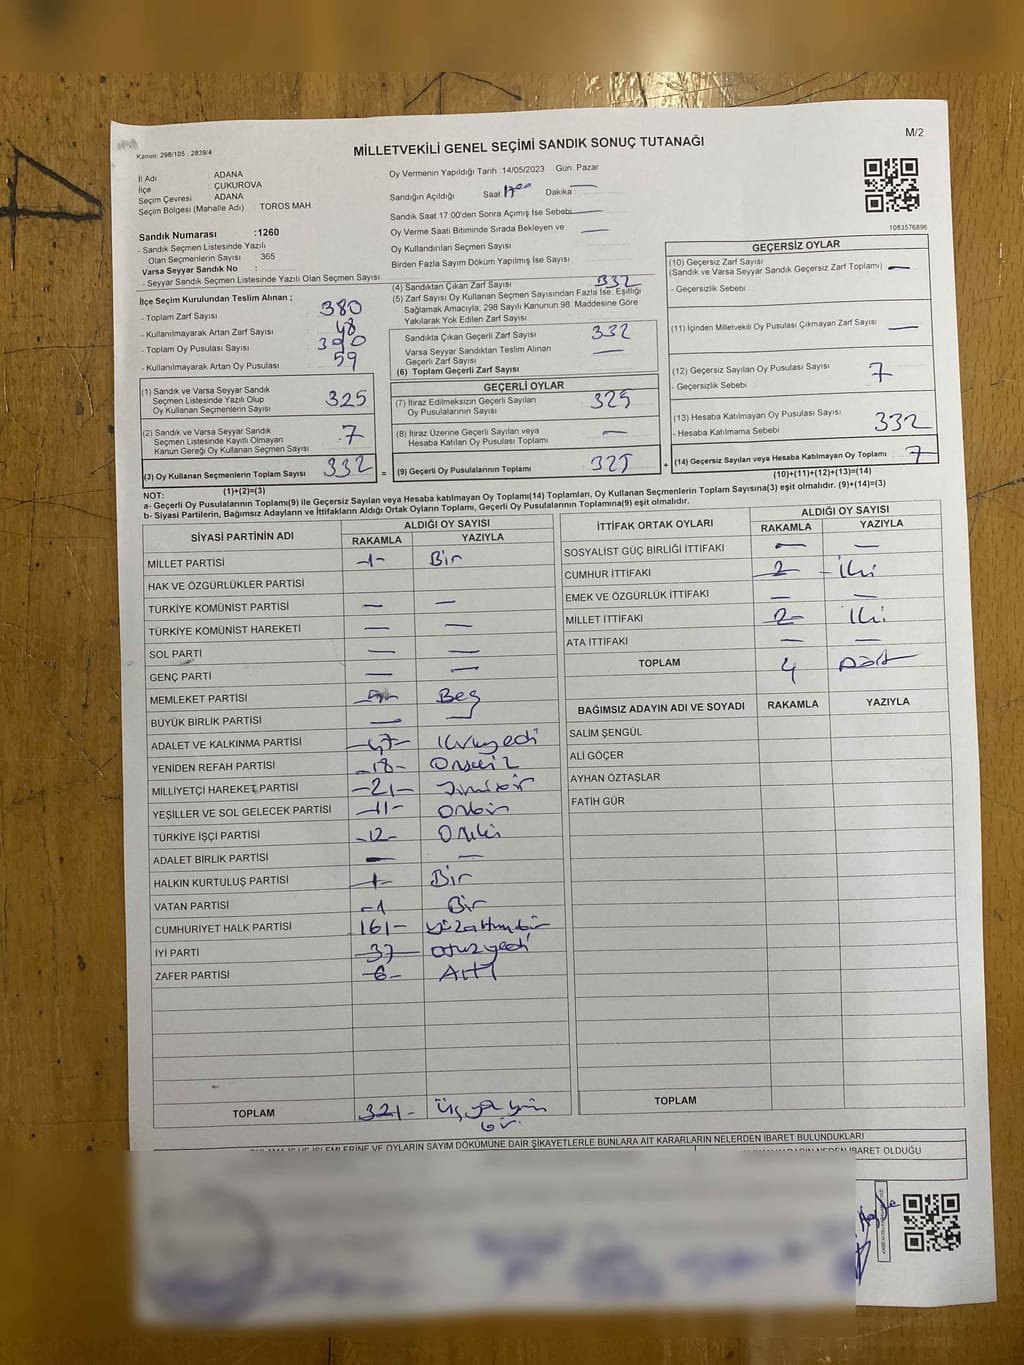 M/2
Kanun: 298/105 , 2839/4
MİLLETVEKİLİ GENEL SEÇİMİ SANDIK SONUÇ TUTANAĞI
İl Adı : ADANA
İlçe : ÇUKUROVA
Seçim Çevresi : ADANA
Seçim Bölgesi (Mahalle Adı) : TOROS MAH
Oy Vermenin Yapıldığı Tarih : 14/05/2023 Gün: Pazar
Sandığın Açıldığı Saat 17 00 Dakika —
Sandık Saat 17.00'den Sonra Açımış İse Sebebi —
Oy Verme Saati Bitiminde Sırada Bekleyen ve —
Oy Kullandırılan Seçmen Sayısı
Birden Fazla Sayım Döküm Yapılmış İse Sayısı
1083576896
Sandık Numarası :1260
- Sandık Seçmen Listesinde Yazılı
Olan Seçmenlerin Sayısı : 365
Varsa Seyyar Sandık No :
- Seyyar Sandık Seçmen Listesinde Yazılı Olan Seçmen Sayısı:
İlçe Seçim Kurulundan Teslim Alınan ;
- Toplam Zarf Sayısı 380
- Kullanılmayarak Artan Zarf Sayısı 48
- Toplam Oy Pusulası Sayısı 390
- Kullanılmayarak Artan Oy Pusulası 59
(1) Sandık ve Varsa Seyyar Sandık
Seçmen Listesinde Yazılı Olup
Oy Kullanan Seçmenlerin Sayısı 325
(2) Sandık ve Varsa Seyyar Sandık
Seçmen Listesinde Kayıtlı Olmayan
Kanun Gereği Oy Kullanan Seçmen Sayısı 7
(3) Oy Kullanan Seçmenlerin Toplam Sayısı 332 =
(1)+(2)=(3)
(4) Sandıktan Çıkan Zarf Sayısı 332
(5) Zarf Sayısı Oy Kullanan Seçmen Sayısından Fazla İse, Eşitliği
Sağlamak Amacıyla; 298 Sayılı Kanunun 98. Maddesine Göre
Yakılarak Yok Edilen Zarf Sayısı
Sandıkta Çıkan Geçerli Zarf Sayısı 332
Varsa Seyyar Sandıktan Teslim Alınan
Geçerli Zarf Sayısı —
(6) Toplam Geçerli Zarf Sayısı
GEÇERLİ OYLAR
(7) İtiraz Edilmeksizin Geçerli Sayılan
Oy Pusulalarının Sayısı 325
(8) İtiraz Üzerine Geçerli Sayılan veya
Hesaba Katılan Oy Pusulası Toplamı —
(9) Geçerli Oy Pusulalarının Toplamı 325 +
GEÇERSİZ OYLAR
(10) Geçersiz Zarf Sayısı
(Sandık ve Varsa Seyyar Sandık Geçersiz Zarf Toplamı) —
- Geçersizlik Sebebi
(11) İçinden Milletvekili Oy Pusulası Çıkmayan Zarf Sayısı —
(12) Geçersiz Sayılan Oy Pusulası Sayısı 7
- Geçersizlik Sebebi :
(13) Hesaba Katılmayan Oy Pusulası Sayısı 332
- Hesaba Katılmama Sebebi :
(14) Geçersiz Sayılan veya Hesaba Katılmayan Oy Toplamı 7
(10)+(11)+(12)+(13)=(14)
NOT:
a- Geçerli Oy Pusulalarının Toplamı(9) ile Geçersiz Sayılan veya Hesaba katılmayan Oy Toplamı(14) Toplamları, Oy Kullanan Seçmenlerin Toplam Sayısına(3) eşit olmalıdır. (9)+(14)=(3)
b- Siyasi Partilerin, Bağımsız Adayların ve İttifakların Aldığı Ortak Oyların Toplamı, Geçerli Oy Pusulalarının Toplamına(9) eşit olmalıdır.
SİYASİ PARTİNİN ADI ALDIĞI OY SAYISI
RAKAMLA YAZIYLA
MİLLET PARTİSİ -1- Bir
HAK VE ÖZGÜRLÜKLER PARTİSİ
TÜRKİYE KOMÜNİST PARTİSİ — —
TÜRKİYE KOMÜNİST HAREKETİ — —
SOL PARTİ — —
GENÇ PARTİ — —
MEMLEKET PARTİSİ Beş
BÜYÜK BİRLİK PARTİSİ —
ADALET VE KALKINMA PARTİSİ -47-
YENİDEN REFAH PARTİSİ -18- Onsekiz
MİLLİYETÇİ HAREKET PARTİSİ -21-
YEŞİLLER VE SOL GELECEK PARTİSİ -11- Onbir
TÜRKİYE İŞÇİ PARTİSİ -12- Oniki
ADALET BİRLİK PARTİSİ — —
HALKIN KURTULUŞ PARTİSİ -1- Bir
VATAN PARTİSİ -1 Bir
CUMHURİYET HALK PARTİSİ 161- yüzaltmışbir
İYİ PARTİ -37- otuzyedi
ZAFER PARTİSİ -6- Altı
TOPLAM 321- üçyüzyirmi
bir
İTTİFAK ORTAK OYLARI ALDIĞI OY SAYISI
RAKAMLA YAZIYLA
SOSYALİST GÜÇ BİRLİĞİ İTTİFAKI — —
CUMHUR İTTİFAKI 2 - İki
EMEK VE ÖZGÜRLÜK İTTİFAKI — —
MİLLET İTTİFAKI 2 İki
ATA İTTİFAKI — —
TOPLAM 4 Dört
BAĞIMSIZ ADAYIN ADI VE SOYADI RAKAMLA YAZIYLA
SALİM ŞENGÜL
ALİ GÖÇER
AYHAN ÖZTAŞLAR
FATİH GÜR
TOPLAM
İŞLEMLERİNE VE OYLARIN SAYIM DÖKÜMÜNE DAİR ŞİKAYETLERLE BUNLARA AİT KARARLARIN NELERDEN İBARET BULUNDUKLARI
İBARET OLDUĞU